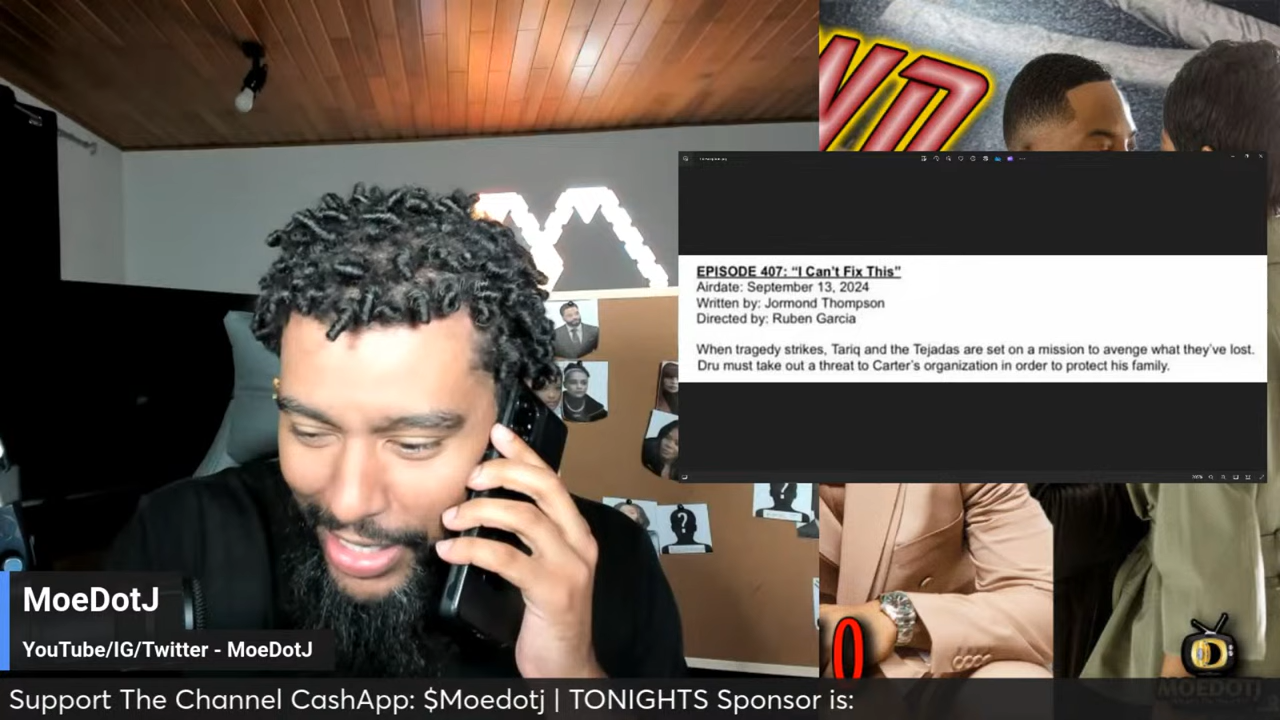 ND
EPISODE 407: “I Can’t Fix This”
Airdate: September 13, 2024
Written by: Jormond Thompson
Directed by: Ruben Garcia
When tragedy strikes, Tariq and the Tejadas are set on a mission to avenge what they’ve lost.
Dru must take out a threat to Carter’s organization in order to protect his family.
?
MoeDotJ
YouTube/IG/Twitter - MoeDotJ
0
D
MOEDOTJ
Support The Channel CashApp: $Moedotj | TONIGHTS Sponsor is: